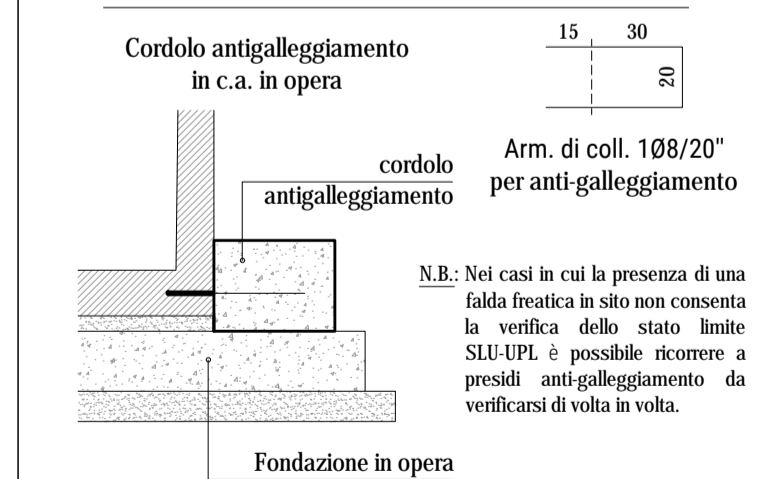 Cordolo antigalleggiamento
in c.a. in opera
15 30
20
Arm. di coll. 1Ø8/20"
per anti-galleggiamento
cordolo
antigalleggiamento
N.B.: Nei casi in cui la presenza di una
falda freatica in sito non consenta
la verifica dello stato limite
SLU-UPL è possibile ricorrere a
presidi anti-galleggiamento da
verificarsi di volta in volta.
Fondazione in opera